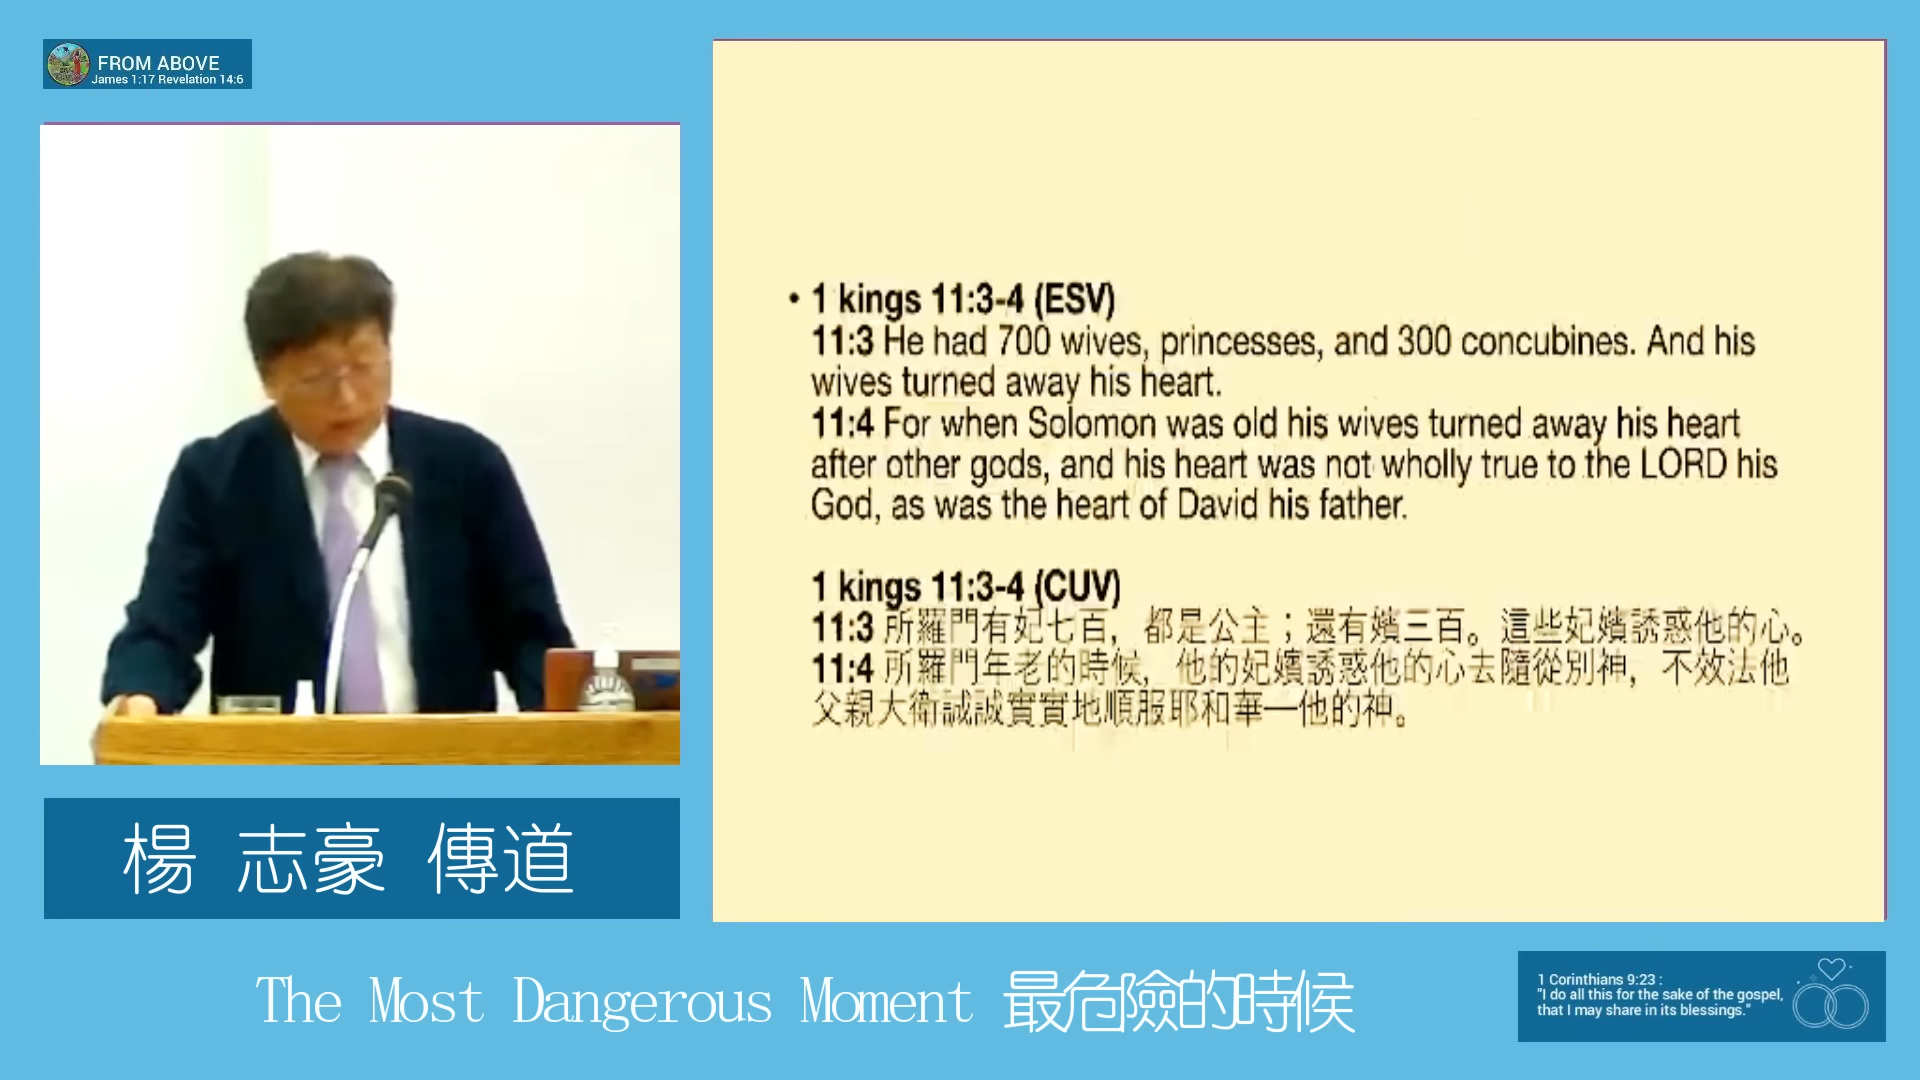 FROM ABOVE
James 1:17 Revelation 14:6
• 1 kings 11:3-4 (ESV)
11:3 He had 700 wives, princesses, and 300 concubines. And his
wives turned away his heart.
11:4 For when Solomon was old his wives turned away his heart
after other gods, and his heart was not wholly true to the LORD his
God, as was the heart of David his father.
1 kings 11:3-4 (CUV)
11:3 所羅門有妃七百，都是公主；還有嬪三百。這些妃嬪誘惑他的心。
11:4 所羅門年老的時候，他的妃嬪誘惑他的心去隨從別神，不效法他
父親大衛誠誠實實地順服耶和華—他的神。
楊 志豪 傳道
The Most Dangerous Moment 最危險的時候
1 Corinthians 9:23 :
"I do all this for the sake of the gospel,
that I may share in its blessings."